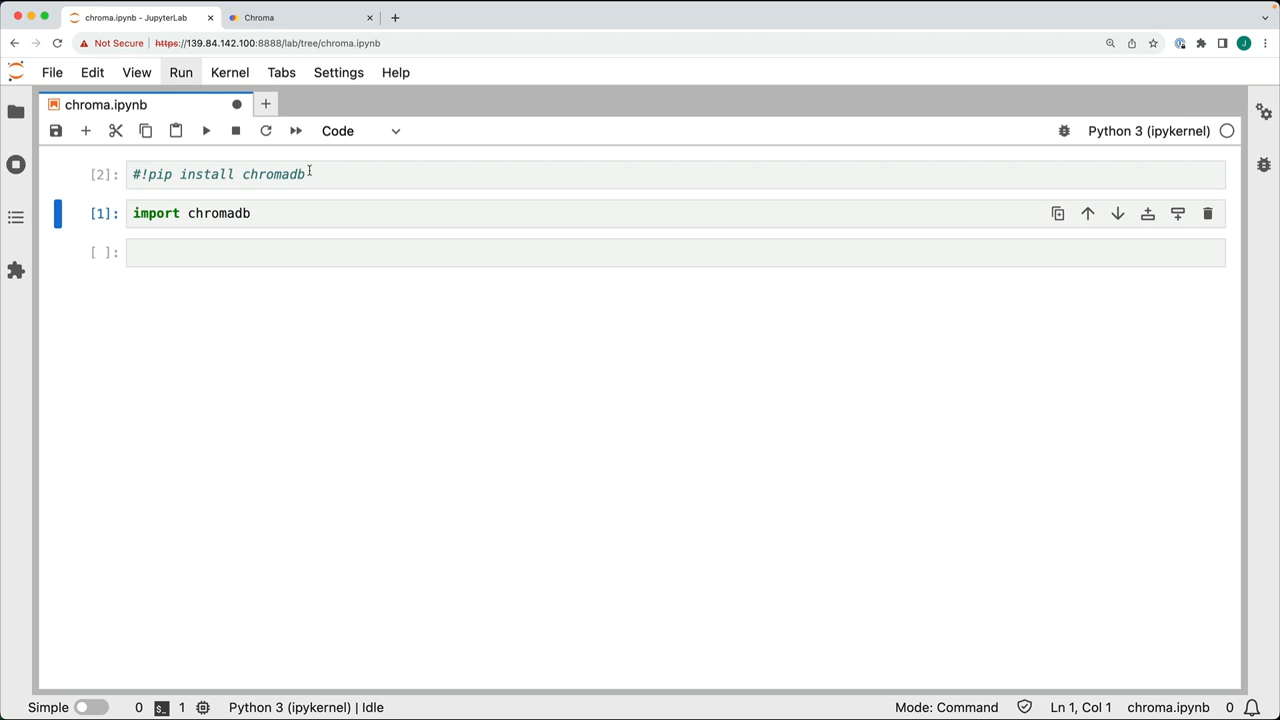 chroma.ipynb - JupyterLab
Chroma
Not Secure
https://139.84.142.100:8888/lab/tree/chroma.ipynb
J
File Edit View Run Kernel Tabs Settings Help
chroma.ipynb
Code
Python 3 (ipykernel)
[2]: #!pip install chromadb
[1]: import chromadb
[ ]:
Simple 0 $_ 1 Python 3 (ipykernel) | Idle Mode: Command Ln 1, Col 1 chroma.ipynb 0